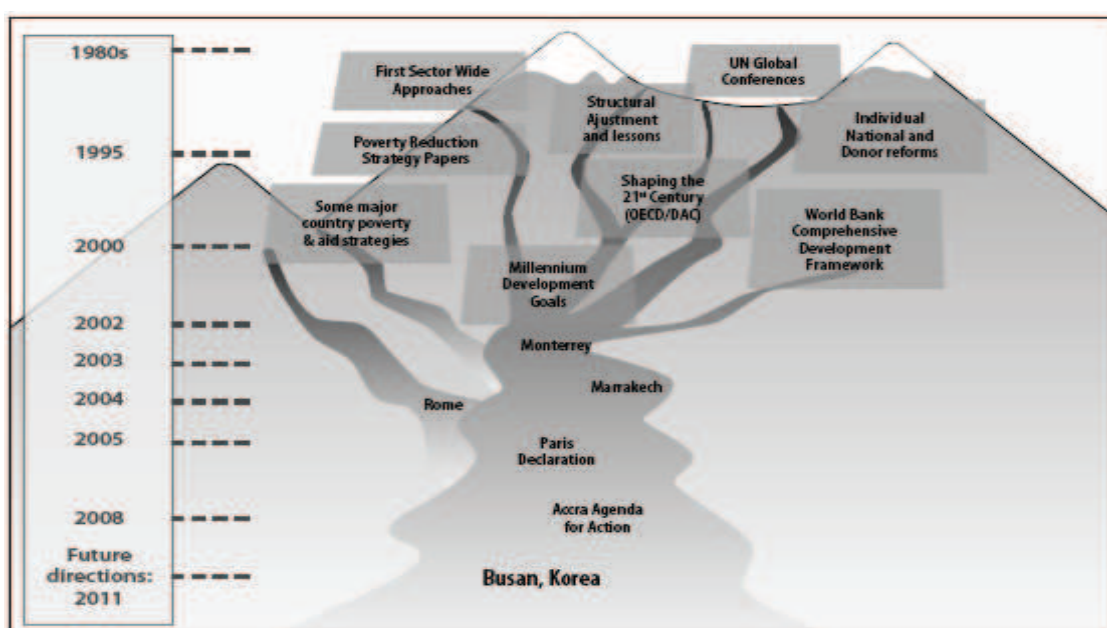 1980s
1995
2000
2002
2003
2004
2005
2008
Future
directions:
2011
First Sector Wide
Approaches
UN Global
Conferences
Structural
Ajustment
and lessons
Individual
National and
Donor reforms
Poverty Reduction
Strategy Papers
Shaping the
21st Century
(OECD/DAC)
Some major
country poverty
& aid strategies
World Bank
Comprehensive
Development
Framework
Millennium
Development
Goals
Monterrey
Marrakech
Rome
Paris
Declaration
Accra Agenda
for Action
Busan, Korea